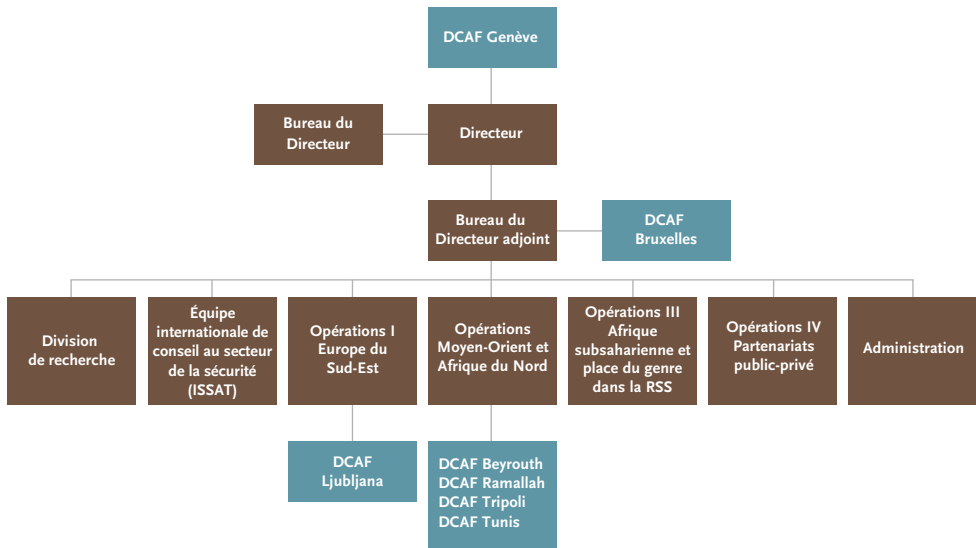 DCAF Genève
Bureau du
Directeur
Directeur
Bureau du
Directeur adjoint
DCAF
Bruxelles
Division
de recherche
Équipe
internationale de
conseil au secteur
de la sécurité
(ISSAT)
Opérations I
Europe du
Sud-Est
Opérations
Moyen-Orient et
Afrique du Nord
Opérations III
Afrique
subsaharienne et
place du genre
dans la RSS
Opérations IV
Partenariats
public-privé
Administration
DCAF
Ljubljana
DCAF Beyrouth
DCAF Ramallah
DCAF Tripoli
DCAF Tunis